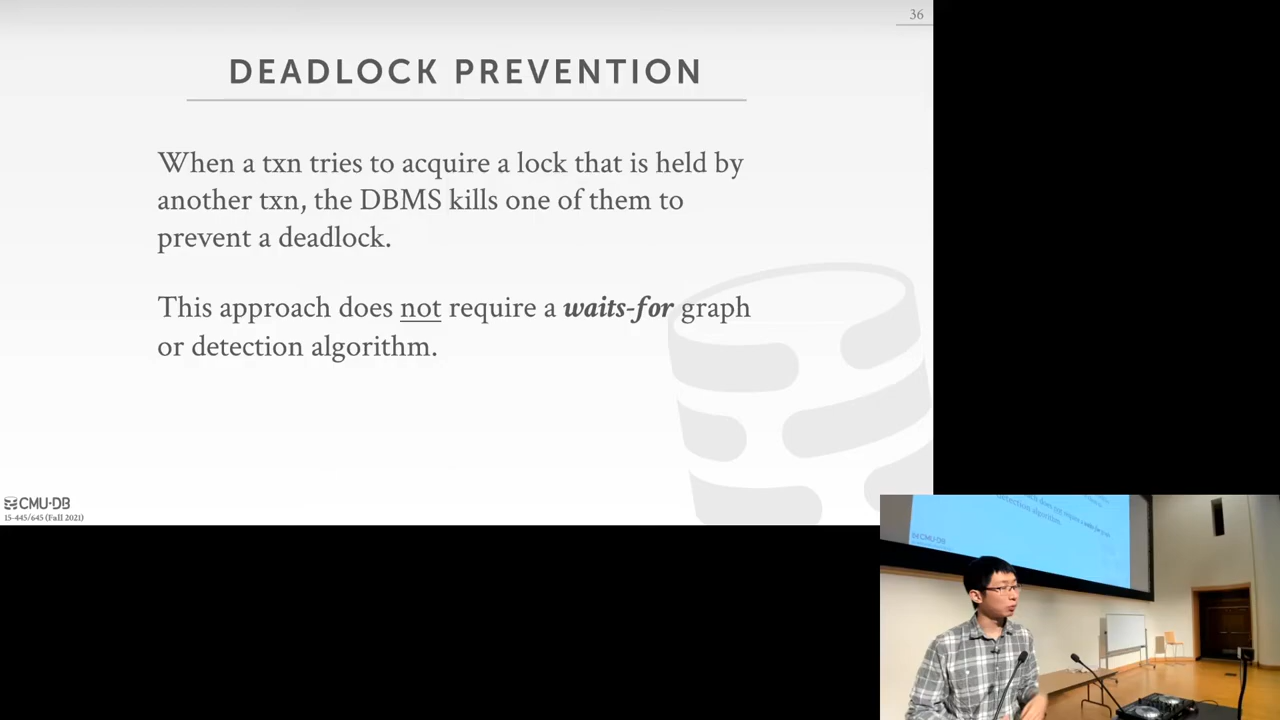 36
DEADLOCK PREVENTION
When a txn tries to acquire a lock that is held by
another txn, the DBMS kills one of them to
prevent a deadlock.
This approach does not require a waits-for graph
or detection algorithm.
CMU·DB
15-445/645 (Fall 2021)